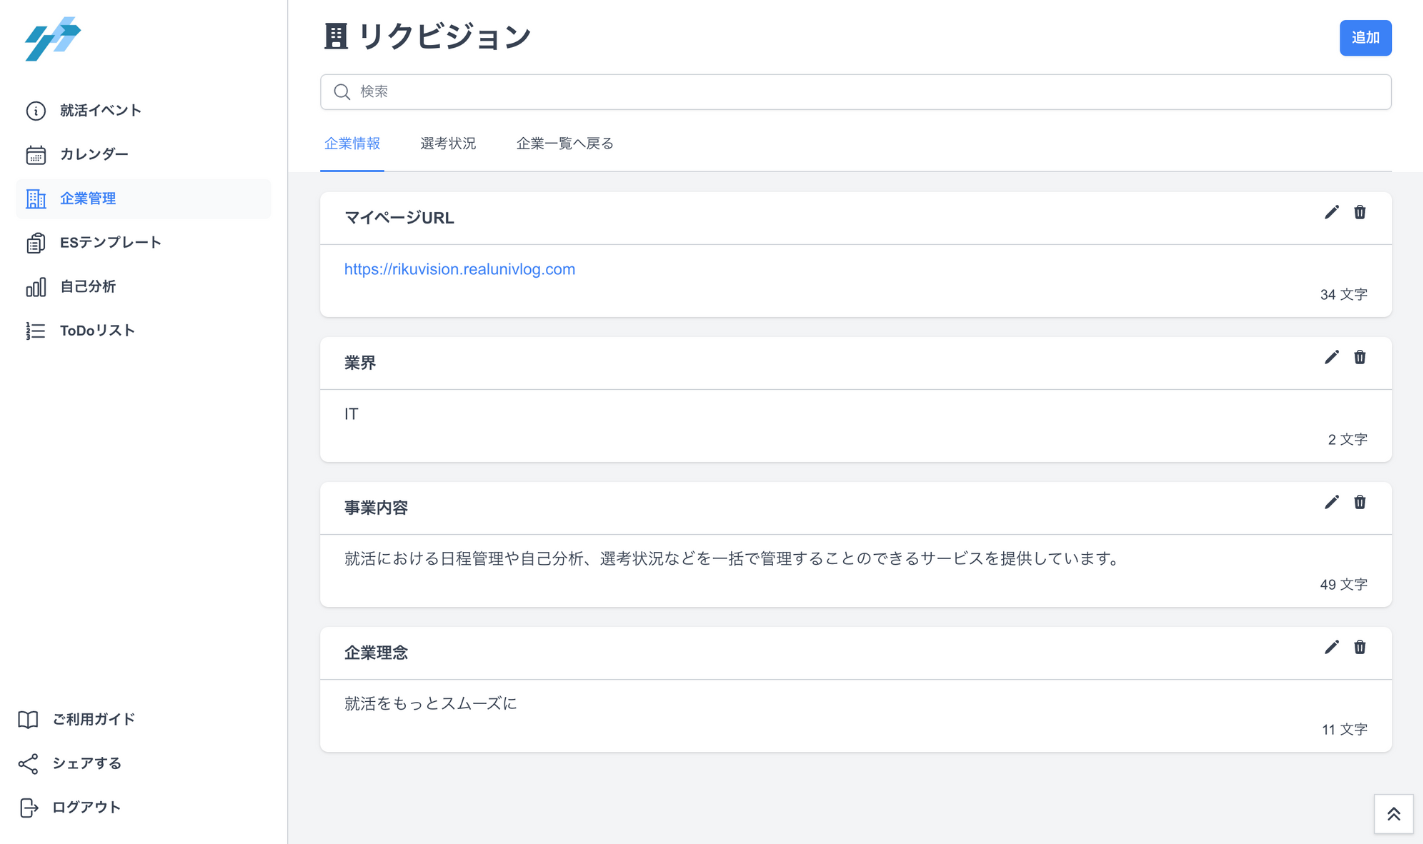 就活イベント
カレンダー
企業管理
ESテンプレート
自己分析
ToDoリスト
ご利用ガイド
シェアする
ログアウト
リクビジョン
追加
検索
企業情報 選考状況 企業一覧へ戻る
マイページURL
https://rikuvision.realunivlog.com
34 文字
業界
IT
2 文字
事業内容
就活における日程管理や自己分析、選考状況などを一括で管理することのできるサービスを提供しています。
49 文字
企業理念
就活をもっとスムーズに
11 文字